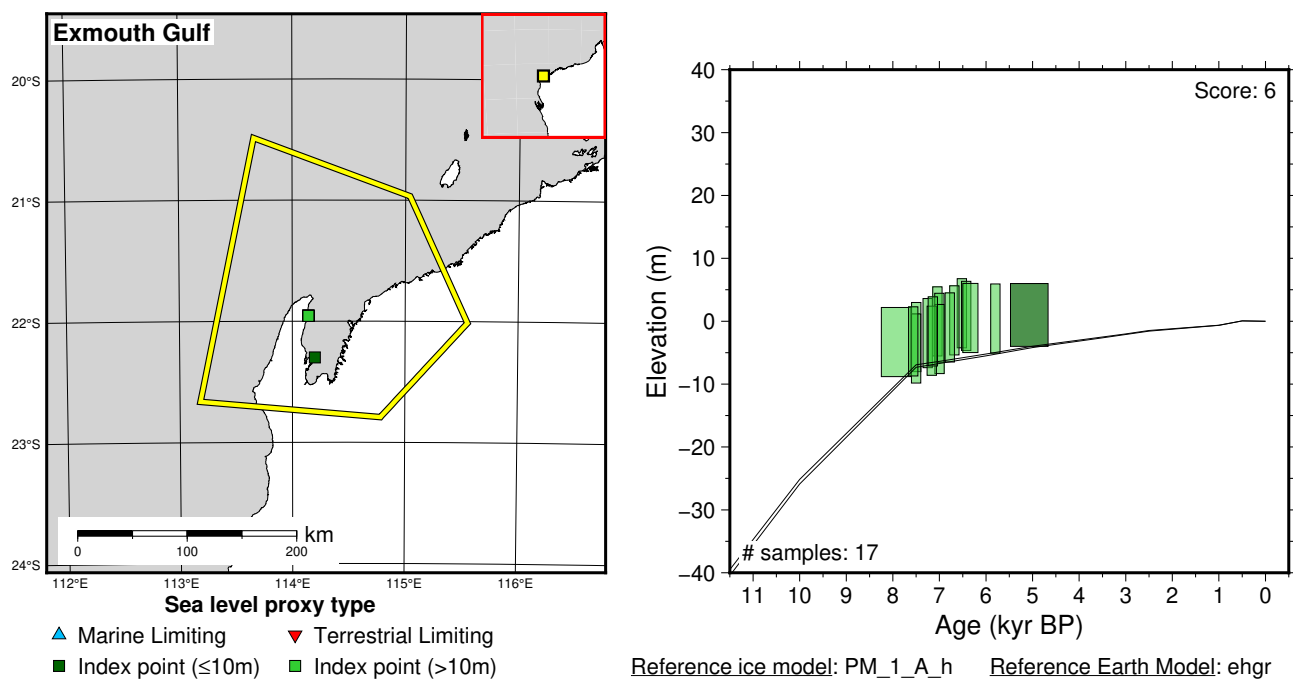 Exmouth Gulf
20°S
21°S
22°S
23°S
24°S
km
0 100 200
112°E 113°E 114°E 115°E 116°E
Sea level proxy type
Marine Limiting Terrestrial Limiting
Index point (≤10m) Index point (>10m)
Score: 6
40
30
20
10
0
−10
−20
−30
−40
Elevation (m)
# samples: 17
11 10 9 8 7 6 5 4 3 2 1 0
Age (kyr BP)
Reference ice model: PM_1_A_h Reference Earth Model: ehgr